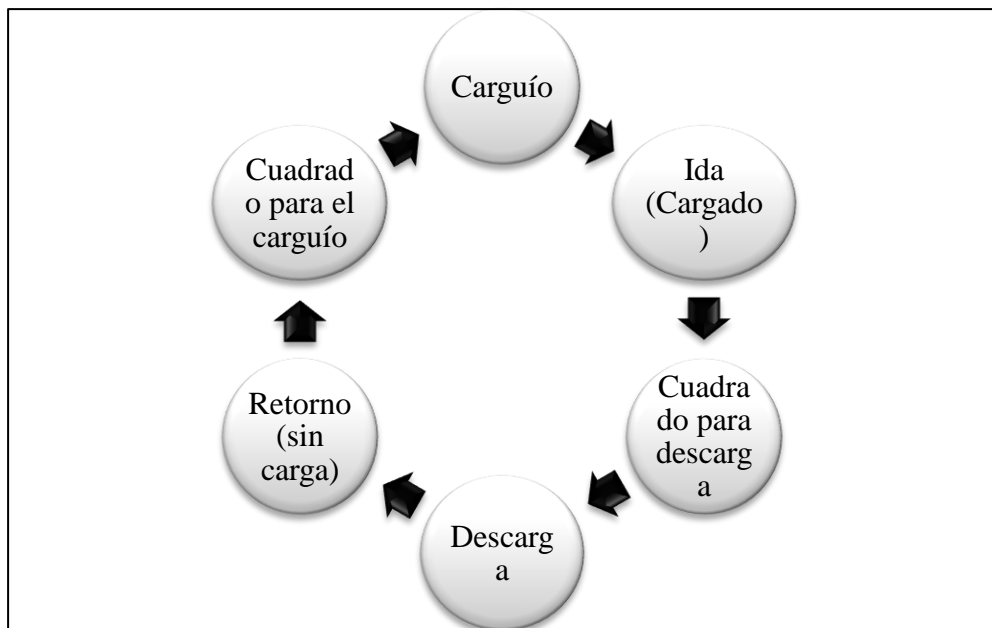 Carguío
Ida
(Cargado
)
Cuadra
do para
descarg
a
Descarg
a
Retorno
(sin
carga)
Cuadrad
o para el
carguío